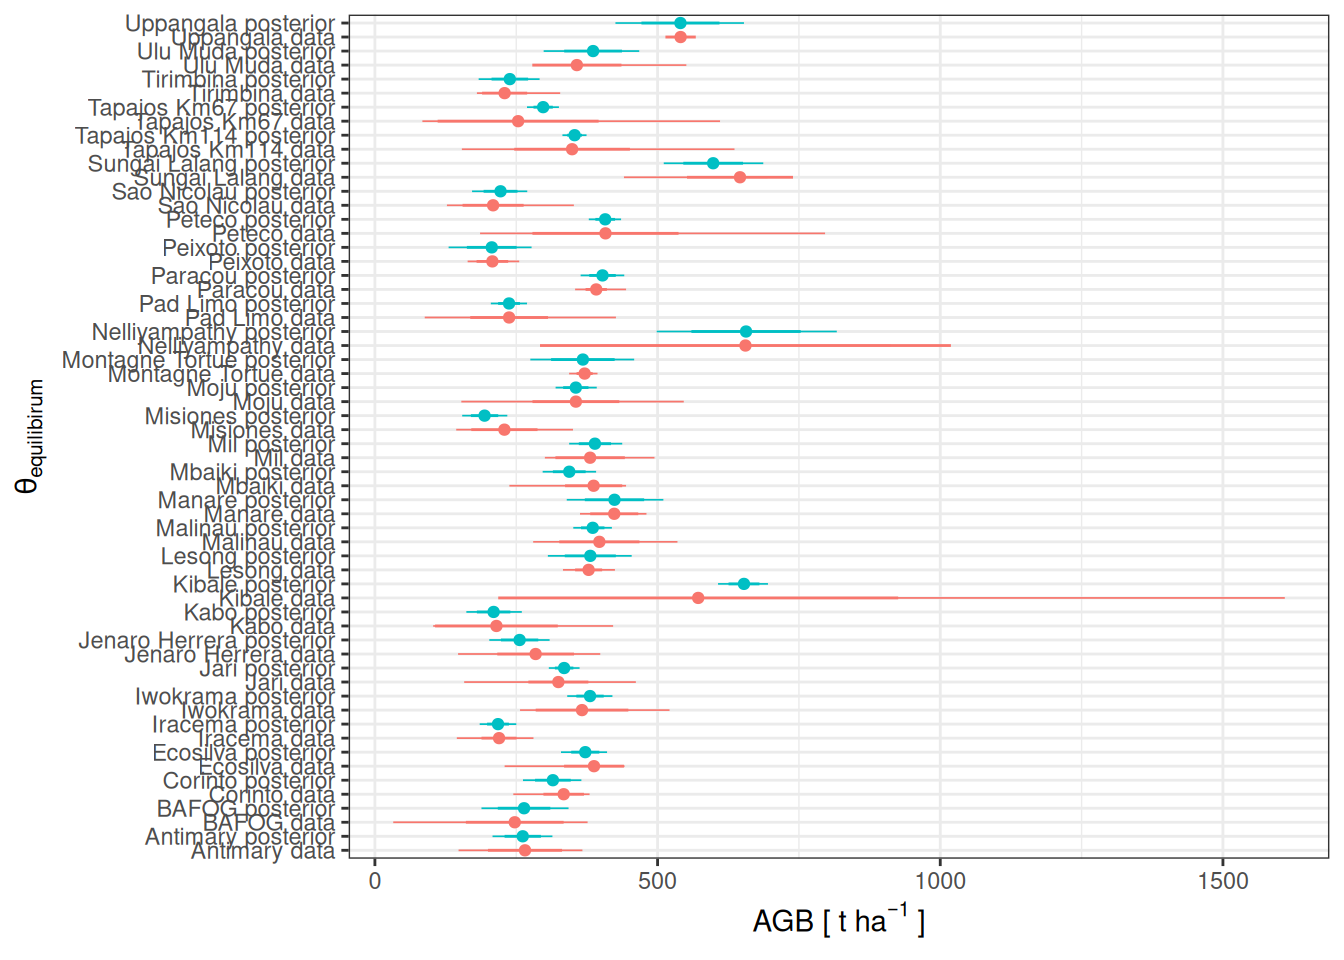 Uppangala posterior
Uppangala data
Ulu Muda posterior
Ulu Muda data
Tirimbina posterior
Tirimbina data
Tapajos Km67 posterior
Tapajos Km67 data
Tapajos Km114 posterior
Tapajos Km114 data
Sungai Lalang posterior
Sungai Lalang data
Sao Nicolau posterior
Sao Nicolau data
Peteco posterior
Peteco data
Peixoto posterior
Peixoto data
Paracou posterior
Paracou data
Pad Limo posterior
Pad Limo data
Nelliyampathy posterior
Nelliyampathy data
Montagne Tortue posterior
Montagne Tortue data
Moju posterior
Moju data
Misiones posterior
Misiones data
Mil posterior
Mil data
Mbaiki posterior
Mbaiki data
Manare posterior
Manare data
Malinau posterior
Malinau data
Lesong posterior
Lesong data
Kibale posterior
Kibale data
Kabo posterior
Kabo data
Jenaro Herrera posterior
Jenaro Herrera data
Jari posterior
Jari data
Iwokrama posterior
Iwokrama data
Iracema posterior
Iracema data
Ecosilva posterior
Ecosilva data
Corinto posterior
Corinto data
BAFOG posterior
BAFOG data
Antimary posterior
Antimary data
θequilibirum
0 500 1000 1500
AGB [ t ha⁻¹ ]